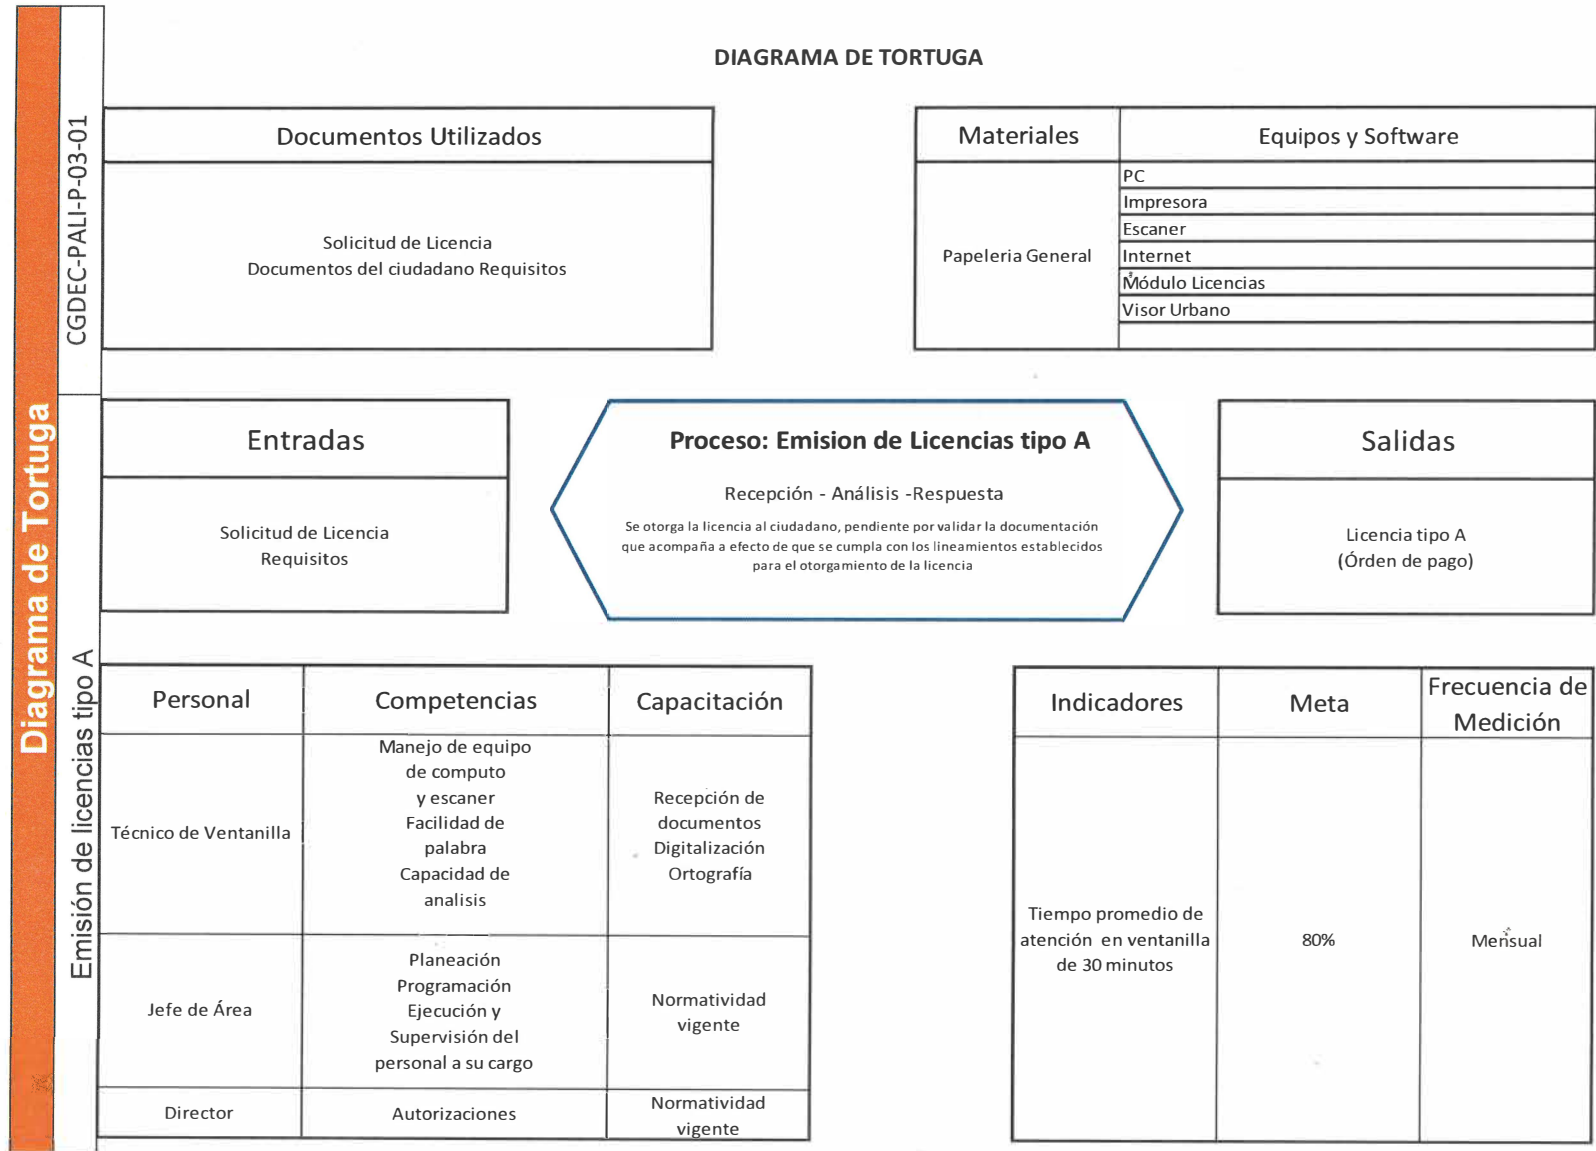 DIAGRAMA DE TORTUGA
Diagrama de Tortuga
CGDEC-PALI-P-03-01
Emisión de licencias tipo A
Documentos Utilizados
Solicitud de Licencia
Documentos del ciudadano Requisitos
Materiales
Equipos y Software
Papeleria General
PC
Impresora
Escaner
Internet
Módulo Licencias
Visor Urbano
Entradas
Solicitud de Licencia
Requisitos
Proceso: Emision de Licencias tipo A
Recepción - Análisis -Respuesta
Se otorga la licencia al ciudadano, pendiente por validar la documentación
que acompaña a efecto de que se cumpla con los lineamientos establecidos
para el otorgamiento de la licencia
Salidas
Licencia tipo A
(Órden de pago)
Personal
Competencias
Capacitación
Técnico de Ventanilla
Manejo de equipo
de computo
y escaner
Facilidad de
palabra
Capacidad de
analisis
Recepción de
documentos
Digitalización
Ortografía
Jefe de Área
Planeación
Programación
Ejecución y
Supervisión del
personal a su cargo
Normatividad
vigente
Director
Autorizaciones
Normatividad
vigente
Indicadores
Meta
Frecuencia de
Medición
Tiempo promedio de
atención en ventanilla
de 30 minutos
80%
Mensual